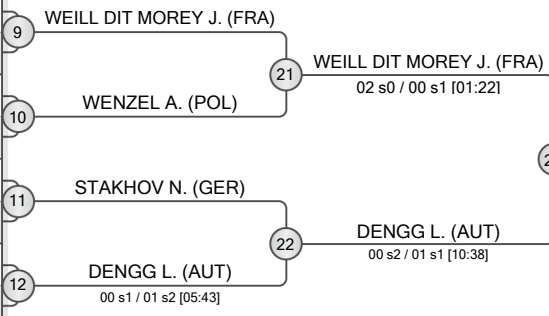 9
WEILL DIT MOREY J. (FRA)
21
WEILL DIT MOREY J. (FRA)
02 s0 / 00 s1 [01:22]
10
WENZEL A. (POL)
11
STAKHOV N. (GER)
22
DENGG L. (AUT)
00 s2 / 01 s1 [10:38]
12
DENGG L. (AUT)
00 s1 / 01 s2 [05:43]